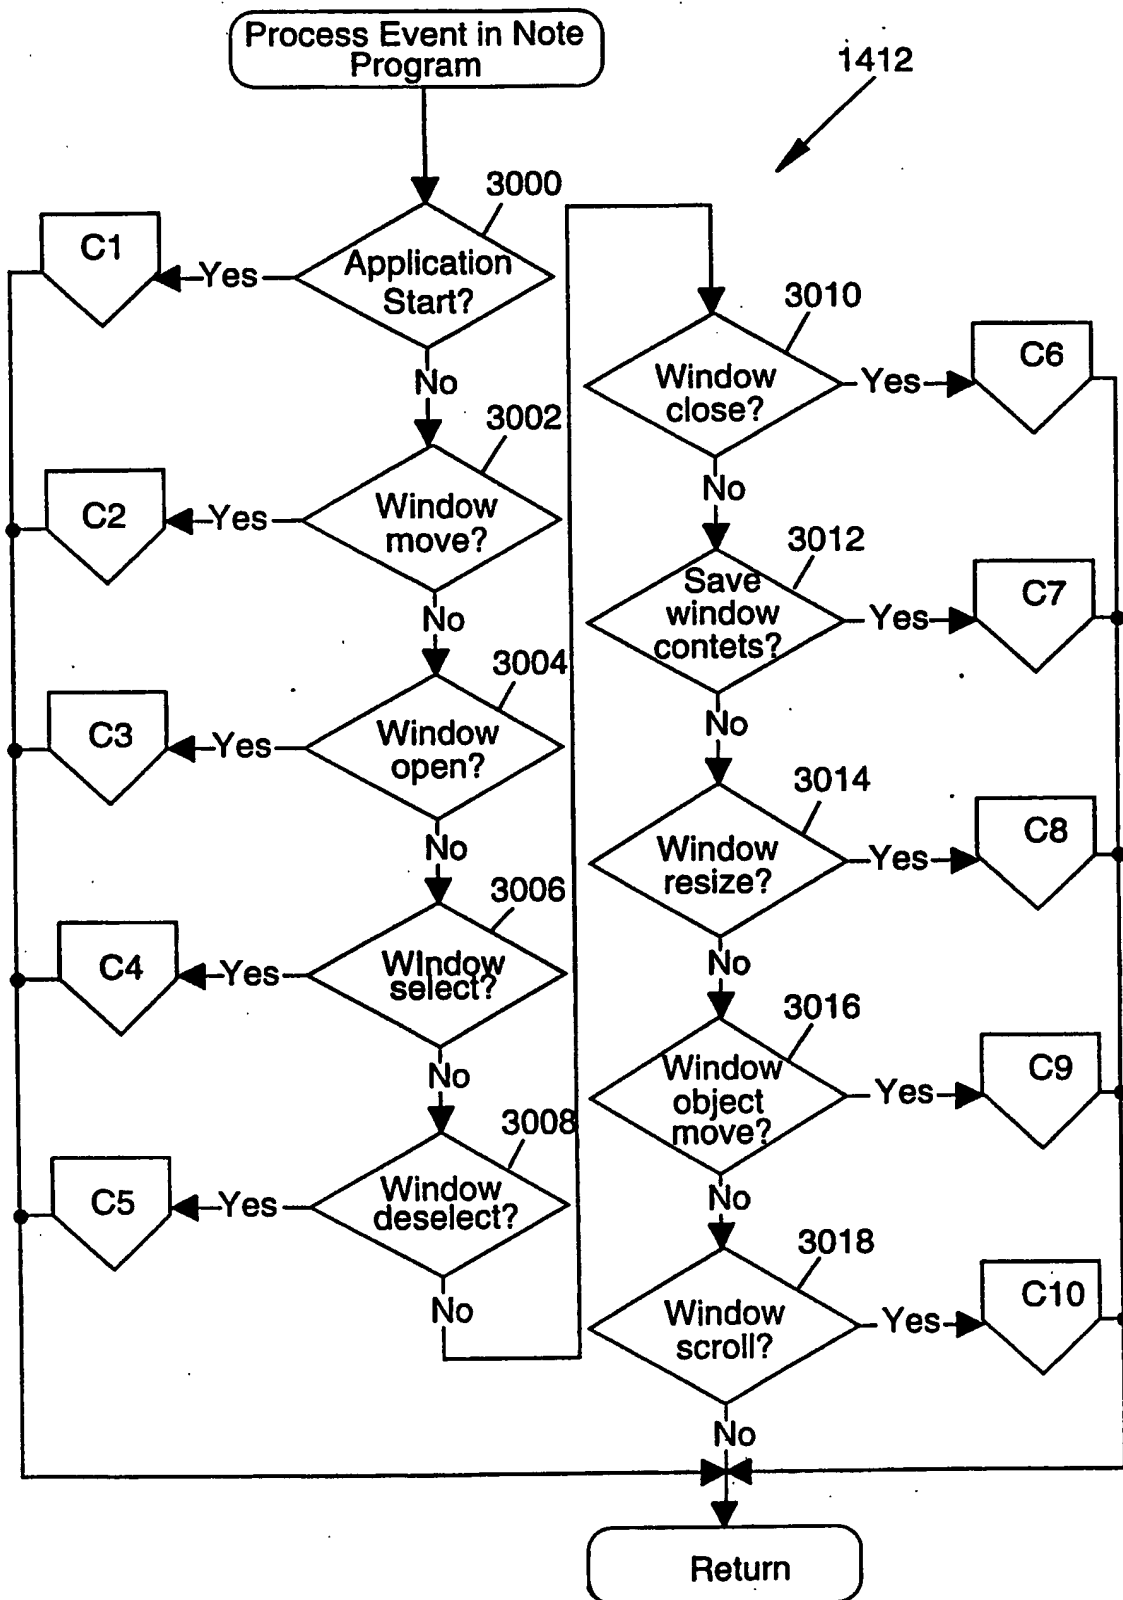 Process Event in Note
Program
1412
3000
Application
Start?
Yes
C1
No
3002
Window
move?
Yes
C2
No
3004
Window
open?
Yes
C3
No
3006
WIndow
select?
Yes
C4
No
3008
Window
deselect?
Yes
C5
No
3010
Window
close?
Yes
C6
No
3012
Save
window
contets?
Yes
C7
No
3014
Window
resize?
Yes
C8
No
3016
Window
object
move?
Yes
C9
No
3018
Window
scroll?
Yes
C10
No
Return